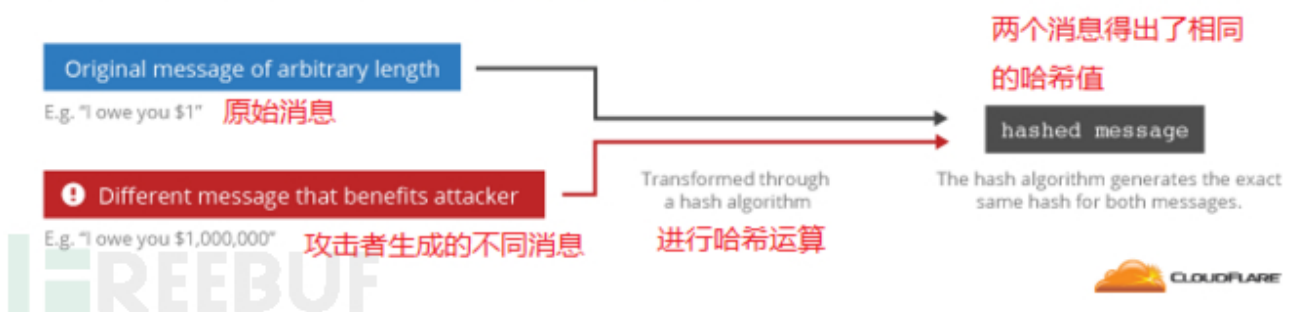 Original message of arbitrary length
E.g. "I owe you $1" 原始消息
Different message that benefits attacker
E.g. "I owe you $1,000,000" 攻击者生成的不同消息
Transformed through
a hash algorithm
进行哈希运算
两个消息得出了相同
的哈希值
hashed message
The hash algorithm generates the exact
same hash for both messages.
CLOUDFLARE
REEBUF